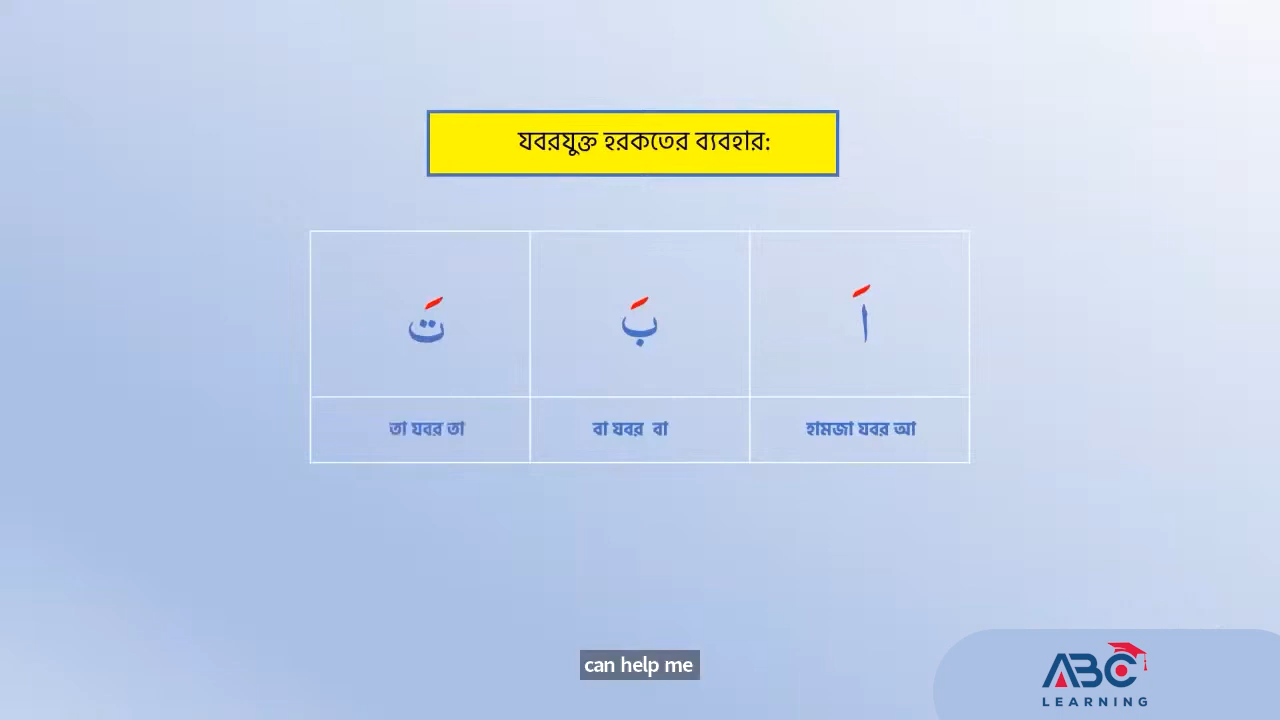 যবরযুক্ত হরকতের ব্যবহার:
تَ بَ اَ
তা যবর তা বা যবর বা হামজা যবর আ
can help me
ABC
LEARNING